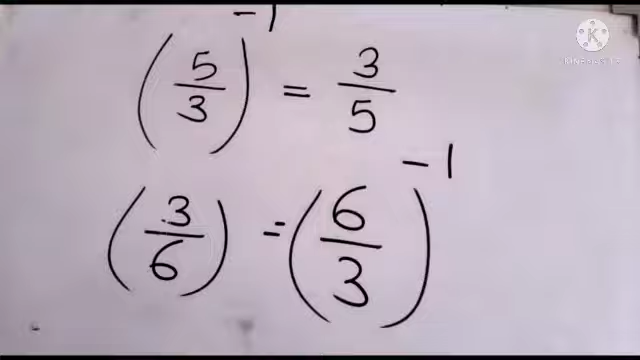 (5/3)^-1 = 3/5
(3/6) = (6/3)^-1